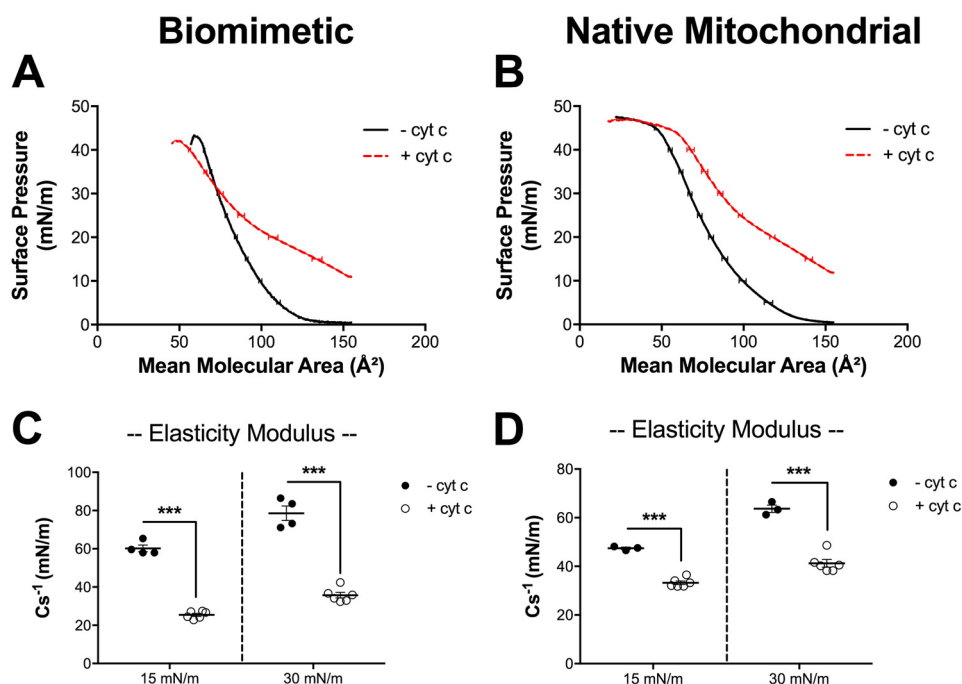 Biomimetic
Native Mitochondrial
A
50
40
30
20
10
0
Surface Pressure
(mN/m)
- cyt c
+ cyt c
0
50
100
150
200
Mean Molecular Area (Å²)
B
50
40
30
20
10
0
Surface Pressure
(mN/m)
- cyt c
+ cyt c
0
50
100
150
200
Mean Molecular Area (Å²)
C
-- Elasticity Modulus --
100
80
60
40
20
0
Cs⁻¹ (mN/m)
***
***
- cyt c
+ cyt c
15 mN/m
30 mN/m
D
-- Elasticity Modulus --
80
60
40
20
0
Cs⁻¹ (mN/m)
***
***
- cyt c
+ cyt c
15 mN/m
30 mN/m